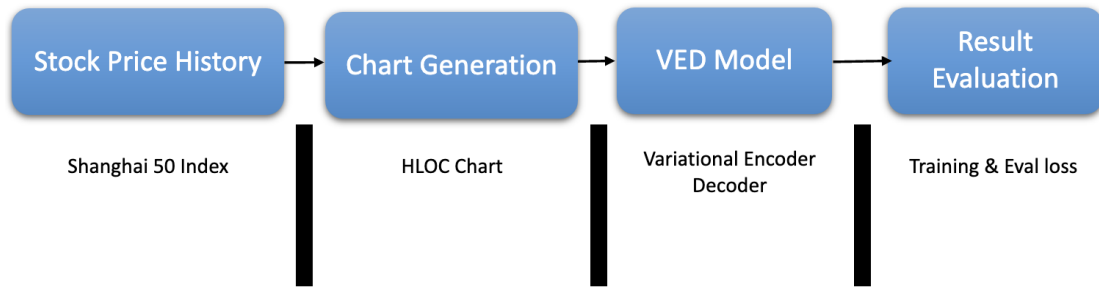 Stock Price History
Chart Generation
VED Model
Result
Evaluation
Shanghai 50 Index
HLOC Chart
Variational Encoder
Decoder
Training & Eval loss